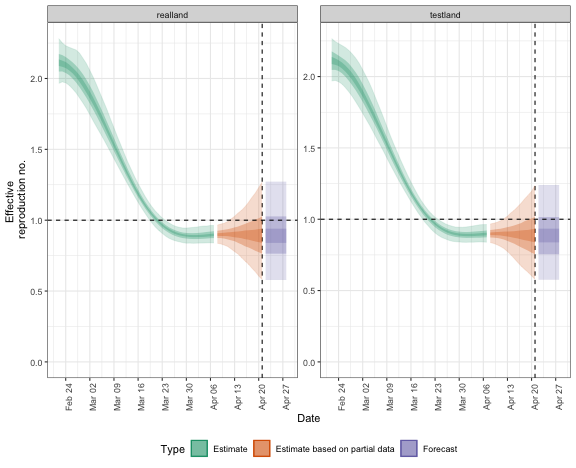 realland
testland
Effective
reproduction no.
2.0
1.5
1.0
0.5
0.0
2.0
1.5
1.0
0.5
0.0
Feb 24
Mar 02
Mar 09
Mar 16
Mar 23
Mar 30
Apr 06
Apr 13
Apr 20
Apr 27
Feb 24
Mar 02
Mar 09
Mar 16
Mar 23
Mar 30
Apr 06
Apr 13
Apr 20
Apr 27
Date
Type Estimate Estimate based on partial data Forecast